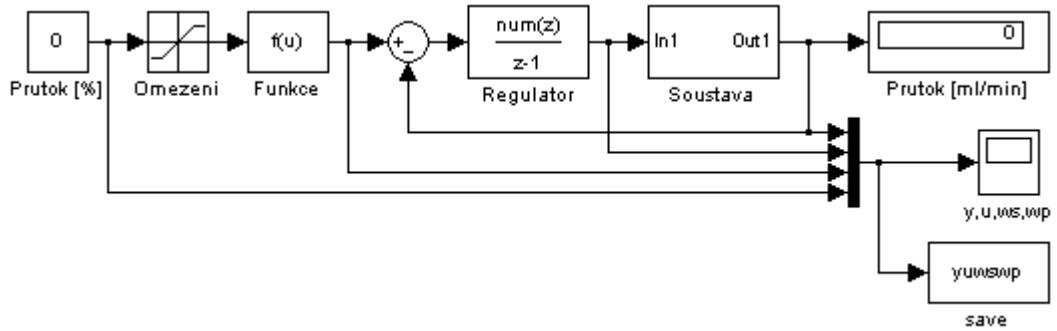 0
Prutok [%]
Omezeni
f(u)
Funkce
+
−
num(z)
z-1
Regulator
In1 Out1
Soustava
0
Prutok [ml/min]
y,u,ws,wp
yuwswp
save